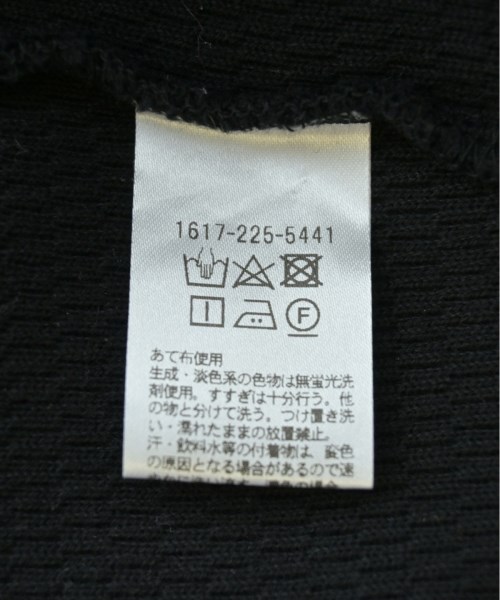 1617-225-5441
F
あて布使用
生成・淡色系の色物は無蛍光洗
剤使用。すすぎは十分行う。他
の物と分けて洗う。つけ置き洗
い・濡れたままの放置禁止。
汗・飲料水等の付着物は、変色
の原因となる場合があるので速